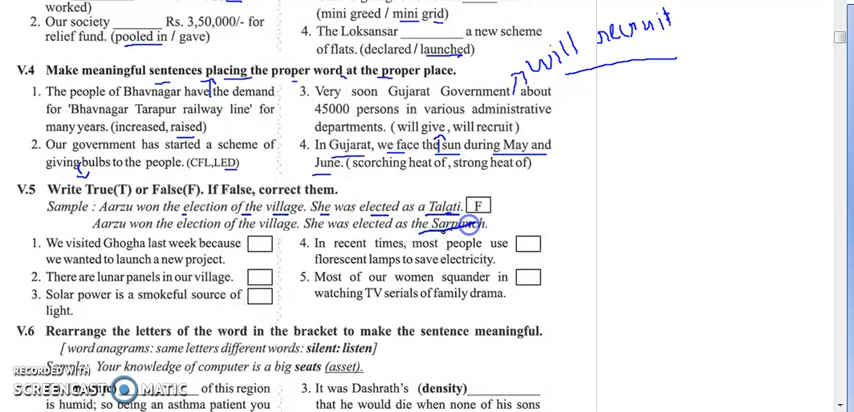 worked)
2. Our society ________ Rs. 3,50,000/- for
relief fund. (pooled in / gave)
(mini greed / mini grid)
4. The Loksansar ________ a new scheme
of flats. (declared / launched)
will recruit
V.4 Make meaningful sentences placing the proper word at the proper place.
1. The people of Bhavnagar have the demand
for 'Bhavnagar Tarapur railway line' for
many years. (increased, raised)
2. Our government has started a scheme of
giving bulbs to the people. (CFL,LED)
3. Very soon Gujarat Government about
45000 persons in various administrative
departments. (will give, will recruit)
4. In Gujarat, we face the sun during May and
June. (scorching heat of, strong heat of)
V.5 Write True(T) or False(F). If False, correct them.
Sample : Aarzu won the election of the village. She was elected as a Talati. F
Aarzu won the election of the village. She was elected as the Sarpanch.
1. We visited Ghogha last week because
we wanted to launch a new project.
2. There are lunar panels in our village.
3. Solar power is a smokeful source of
light.
4. In recent times, most people use
florescent lamps to save electricity.
5. Most of our women squander in
watching TV serials of family drama.
V.6 Rearrange the letters of the word in the bracket to make the sentence meaningful.
[word anagrams: same letters different words: silent: listen]
Sample: Your knowledge of computer is a big seats (asset).
of this region
is humid; so being an asthma patient you
3. It was Dashrath's (density)________
that he would die when none of his sons
RECORDED WITH
SCREENCAST MATIC